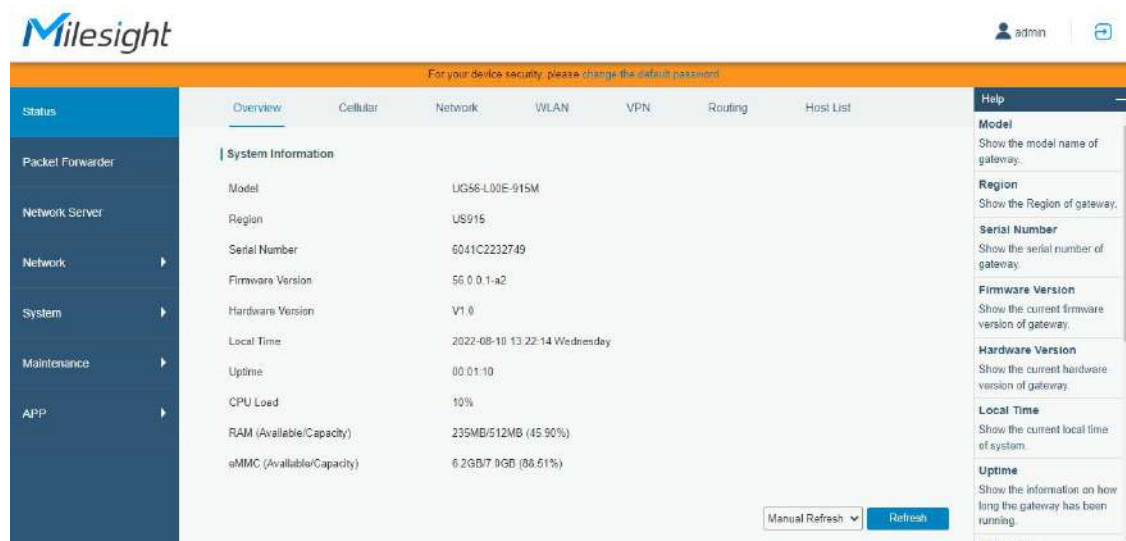 Milesight
admin
For your device security, please change the default password
Status
Packet Forwarder
Network Server
Network
System
Maintenance
APP
Overview Cellular Network WLAN VPN Routing Host List
System Information
Model UG56-L00E-915M
Region US915
Serial Number 6041C2232749
Firmware Version 56.0.0.1-a2
Hardware Version V1.0
Local Time 2022-08-10 13:22:14 Wednesday
Uptime 00:01:10
CPU Load 10%
RAM (Available/Capacity) 235MB/512MB (45.90%)
eMMC (Available/Capacity) 6.2GB/7.0GB (88.51%)
Manual Refresh Refresh
Help
Model
Show the model name of
gateway.
Region
Show the Region of gateway.
Serial Number
Show the serial number of
gateway.
Firmware Version
Show the current firmware
version of gateway.
Hardware Version
Show the current hardware
version of gateway.
Local Time
Show the current local time
of system.
Uptime
Show the information on how
long the gateway has been
running.